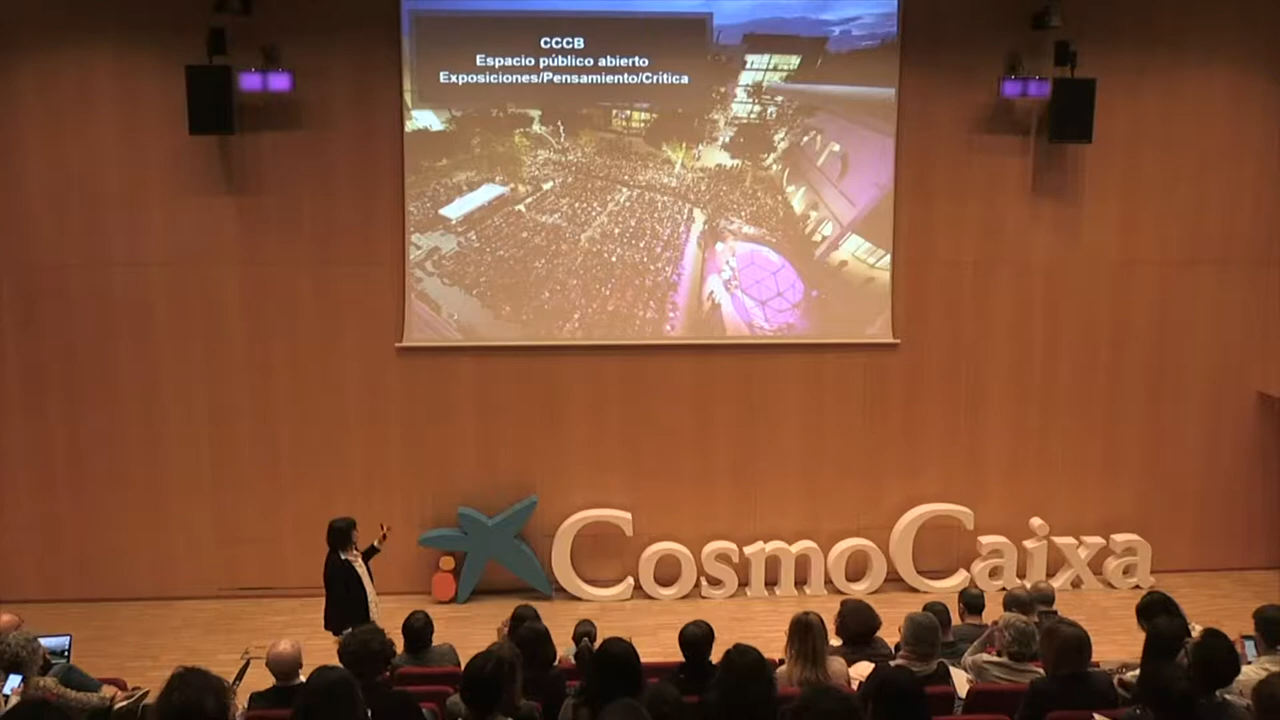 CCCB
Espacio público abierto
Exposiciones/Pensamiento/Crítica
CosmoCaixa